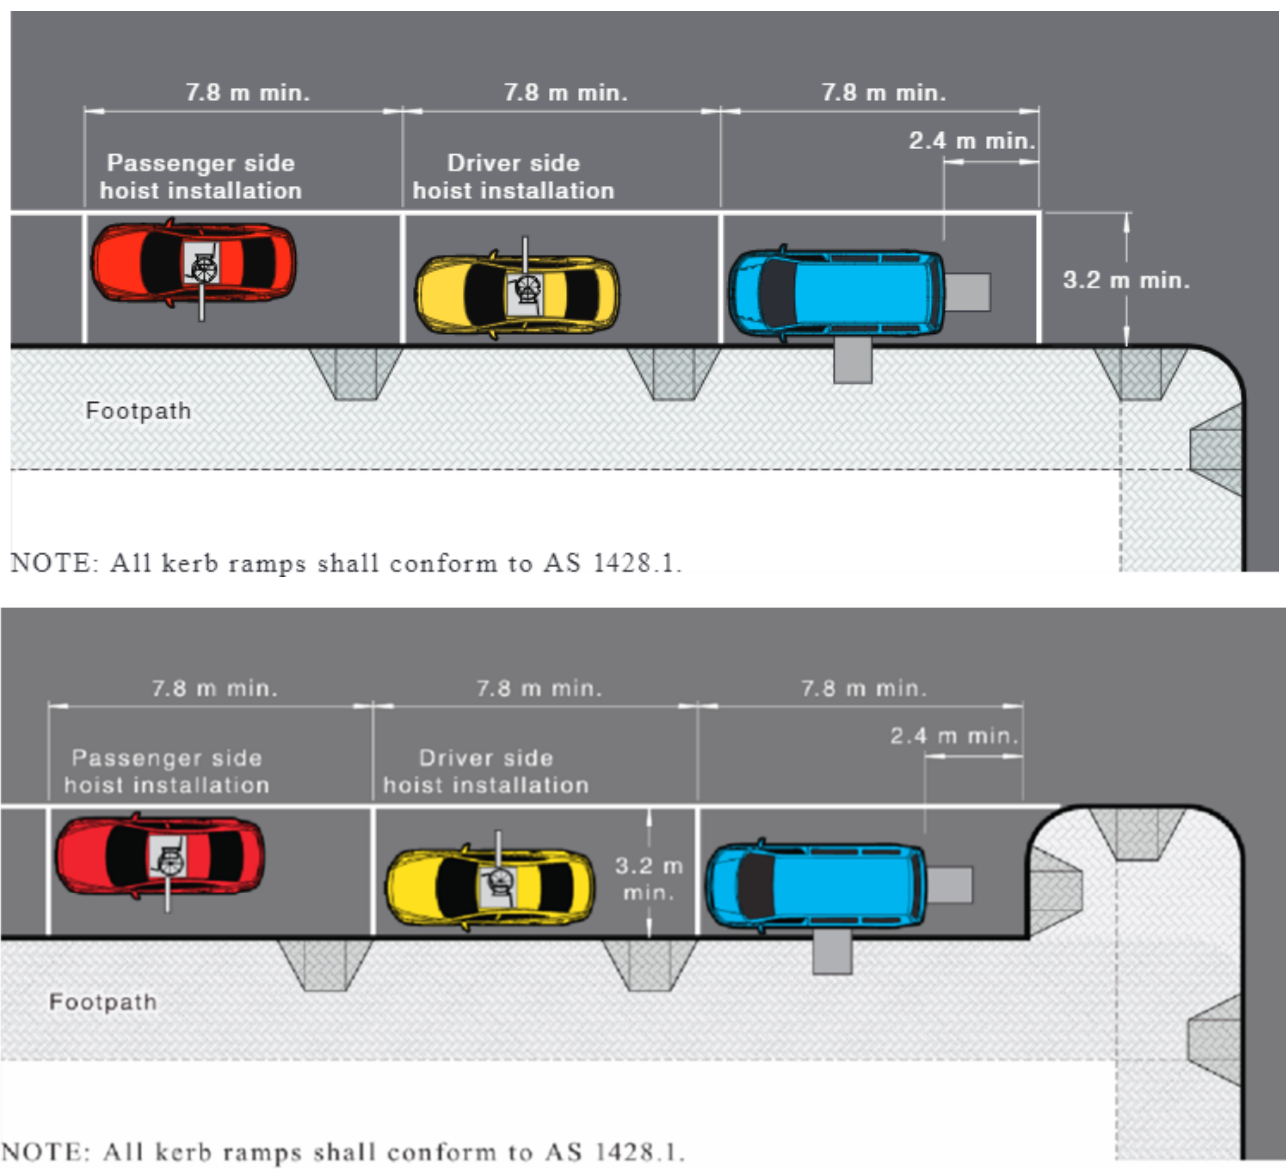 7.8 m min.
7.8 m min.
7.8 m min.
2.4 m min.
Passenger side
hoist installation
Driver side
hoist installation
3.2 m min.
Footpath
NOTE: All kerb ramps shall conform to AS 1428.1.
7.8 m min.
7.8 m min.
7.8 m min.
2.4 m min.
Passenger side
hoist installation
Driver side
hoist installation
3.2 m
min.
Footpath
NOTE: All kerb ramps shall conform to AS 1428.1.